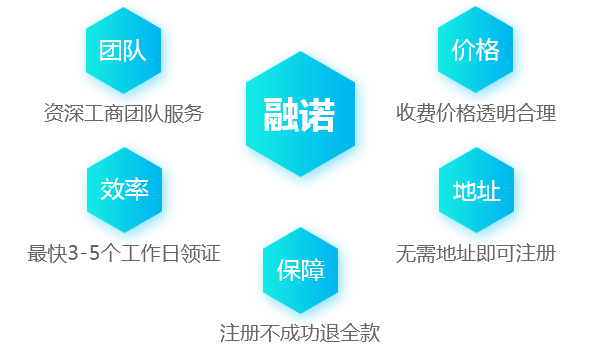 团队
资深工商团队服务
融诺
价格
收费价格透明合理
效率
最快3-5个工作日领证
地址
无需地址即可注册
保障
注册不成功退全款